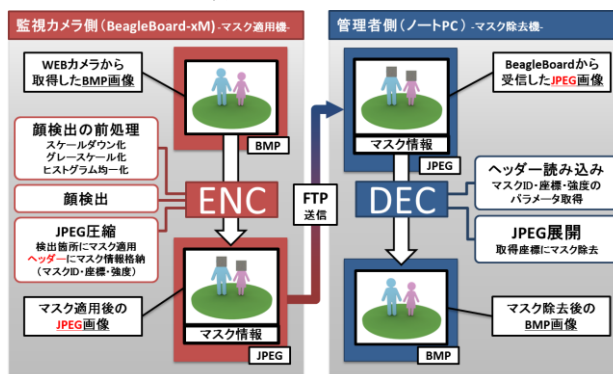 監視カメラ側(BeagleBoard-xM) -マスク適用機-
WEBカメラから
取得したBMP画像
BMP
顔検出の前処理
スケールダウン化
グレースケール化
ヒストグラム均一化
顔検出
ENC
JPEG圧縮
検出箇所にマスク適用
ヘッダーにマスク情報格納
(マスクID・座標・強度)
マスク適用後の
JPEG画像
マスク情報
JPEG
FTP
送信
管理者側(ノートPC) -マスク除去機-
BeagleBoardから
受信したJPEG画像
マスク情報
JPEG
DEC
ヘッダー読み込み
マスクID・座標・強度の
パラメータ取得
JPEG展開
取得座標にマスク除去
マスク除去後の
BMP画像
BMP